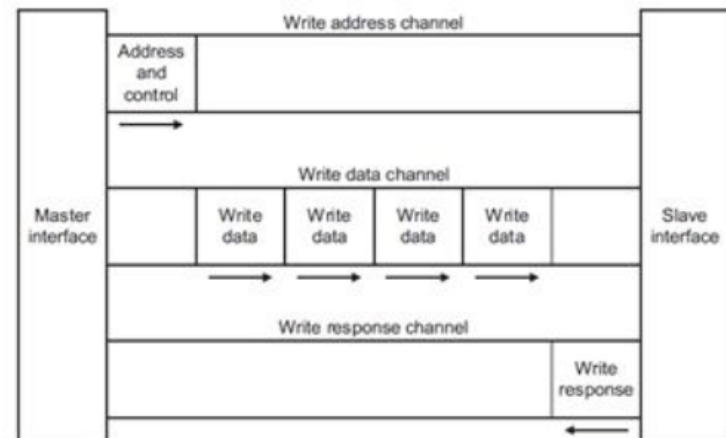 Write address channel
Address
and
control
Write data channel
Master
interface
Write
data
Write
data
Write
data
Write
data
Slave
interface
Write response channel
Write
response